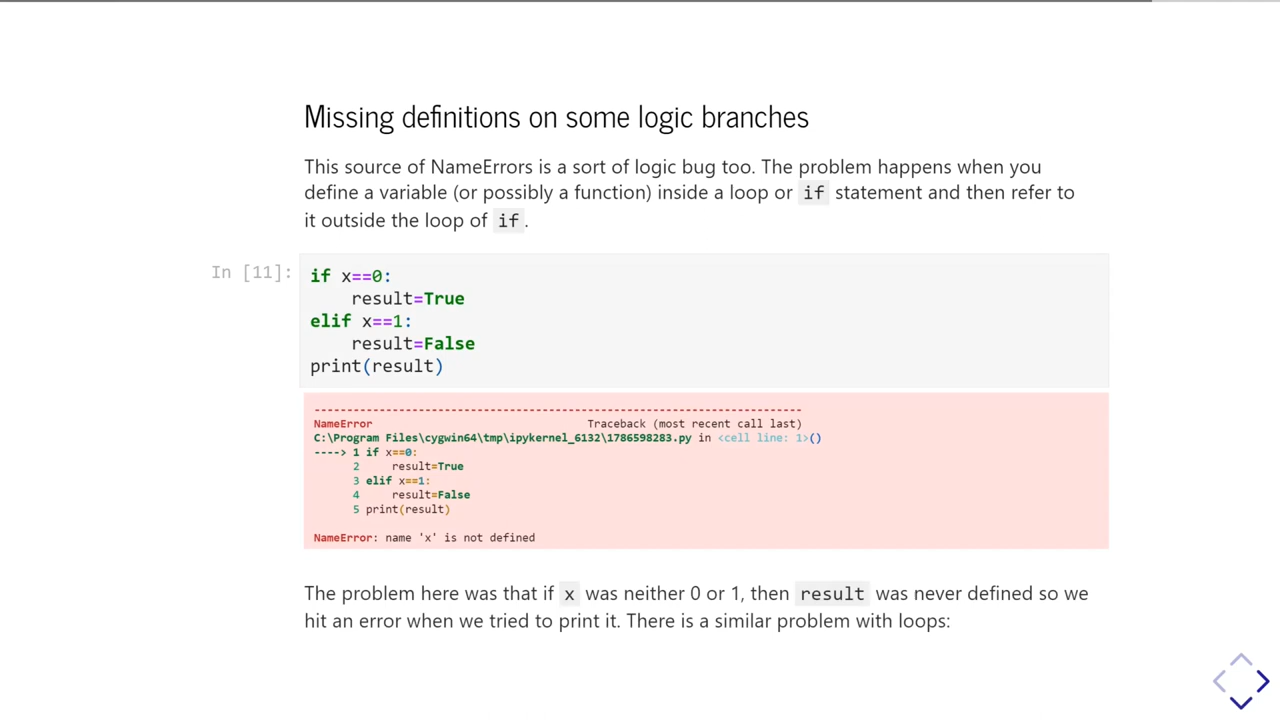 Missing definitions on some logic branches
This source of NameErrors is a sort of logic bug too. The problem happens when you
define a variable (or possibly a function) inside a loop or if statement and then refer to
it outside the loop of if.
In [11]:
if x==0:
    result=True
elif x==1:
    result=False
print(result)
---------------------------------------------------------------------------
NameError                                 Traceback (most recent call last)
C:\Program Files\cygwin64\tmp\ipykernel_6132\1786598283.py in <cell line: 1>()
----> 1 if x==0:
      2     result=True
      3 elif x==1:
      4     result=False
      5 print(result)
NameError: name 'x' is not defined
The problem here was that if x was neither 0 or 1, then result was never defined so we
hit an error when we tried to print it. There is a similar problem with loops: